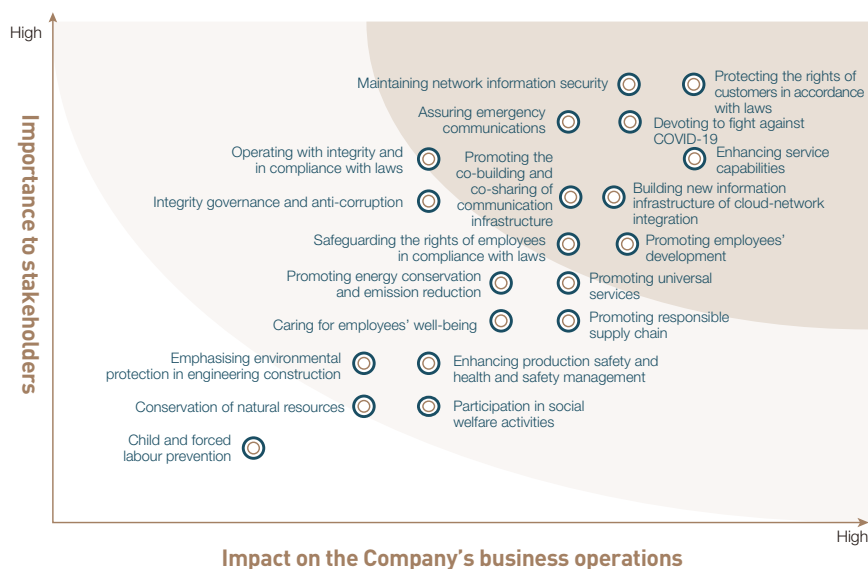 High
Importance to stakeholders
Maintaining network information security
Protecting the rights of
customers in accordance
with laws
Assuring emergency
communications
Devoting to fight against
COVID-19
Operating with integrity and
in compliance with laws
Promoting the
co-building and
co-sharing of
communication
infrastructure
Enhancing service
capabilities
Integrity governance and anti-corruption
Building new information
infrastructure of cloud-network
integration
Safeguarding the rights of employees
in compliance with laws
Promoting employees’
development
Promoting energy conservation
and emission reduction
Promoting universal
services
Caring for employees’ well-being
Promoting responsible
supply chain
Emphasising environmental
protection in engineering construction
Enhancing production safety and
health and safety management
Conservation of natural resources
Participation in social
welfare activities
Child and forced
labour prevention
High
Impact on the Company’s business operations